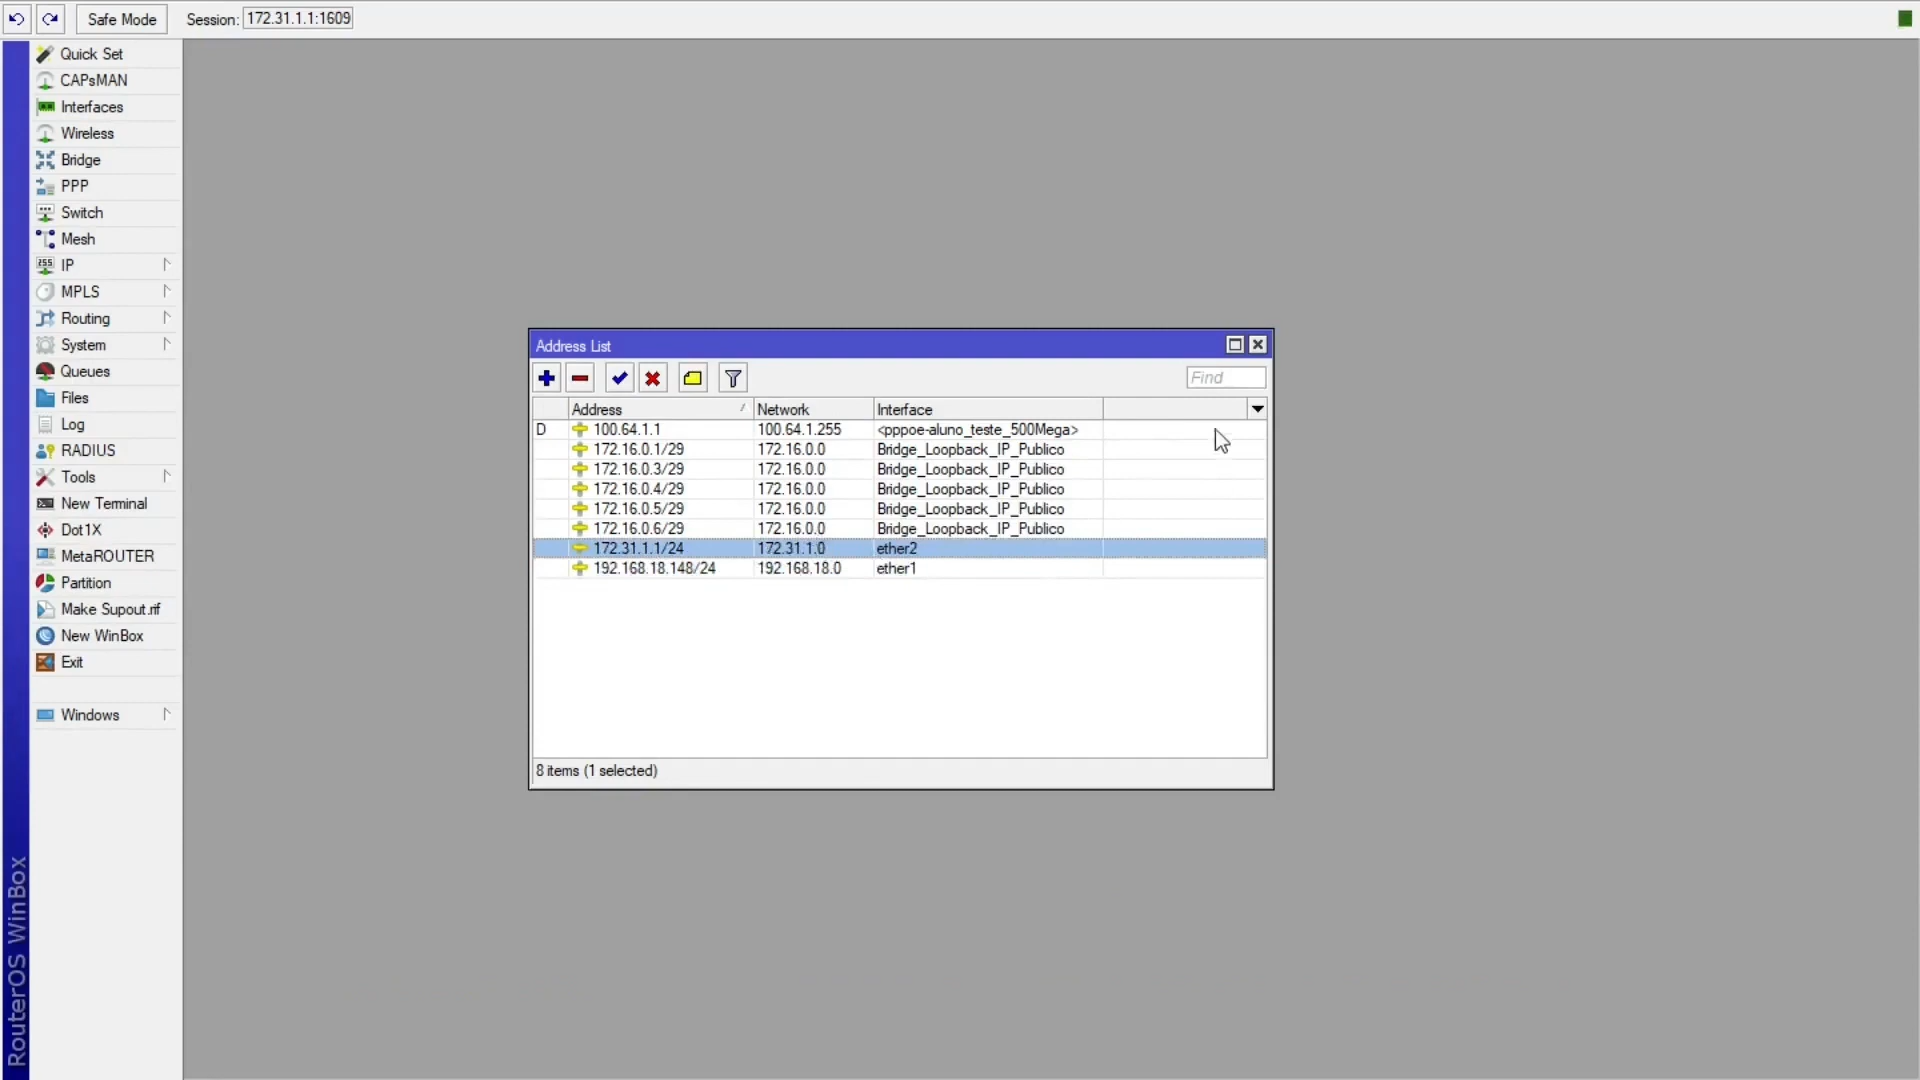 Safe Mode Session: 172.31.1.1:1609
Quick Set
CAPsMAN
Interfaces
Wireless
Bridge
PPP
Switch
Mesh
IP
MPLS
Routing
System
Queues
Files
Log
RADIUS
Tools
New Terminal
Dot1X
MetaROUTER
Partition
Make Supout.rif
New WinBox
Exit
Windows
RouterOS WinBox
Address List
Find
Address Network Interface
D 100.64.1.1 100.64.1.255 <pppoe-aluno_teste_500Mega>
172.16.0.1/29 172.16.0.0 Bridge_Loopback_IP_Publico
172.16.0.3/29 172.16.0.0 Bridge_Loopback_IP_Publico
172.16.0.4/29 172.16.0.0 Bridge_Loopback_IP_Publico
172.16.0.5/29 172.16.0.0 Bridge_Loopback_IP_Publico
172.16.0.6/29 172.16.0.0 Bridge_Loopback_IP_Publico
172.31.1.1/24 172.31.1.0 ether2
192.168.18.148/24 192.168.18.0 ether1
8 items (1 selected)